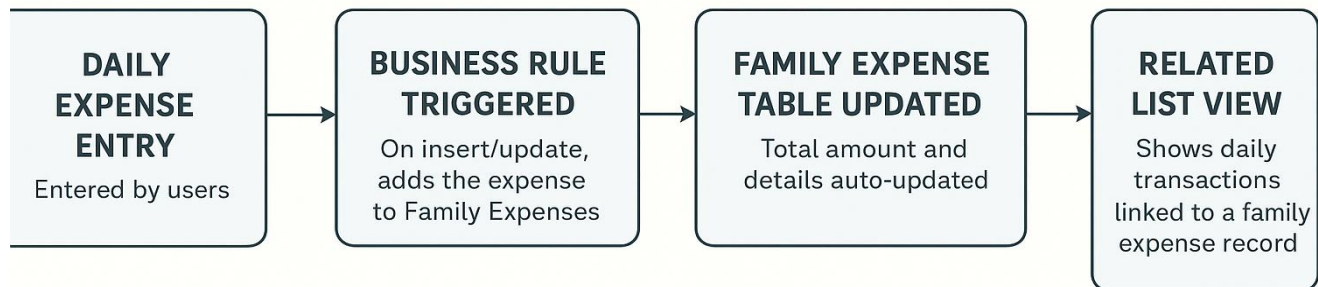 DAILY
EXPENSE
ENTRY
Entered by users
BUSINESS RULE
TRIGGERED
On insert/update,
adds the expense
to Family Expenses
FAMILY EXPENSE
TABLE UPDATED
Total amount and
details auto-updated
RELATED
LIST VIEW
Shows daily
transactions
linked to a family
expense record